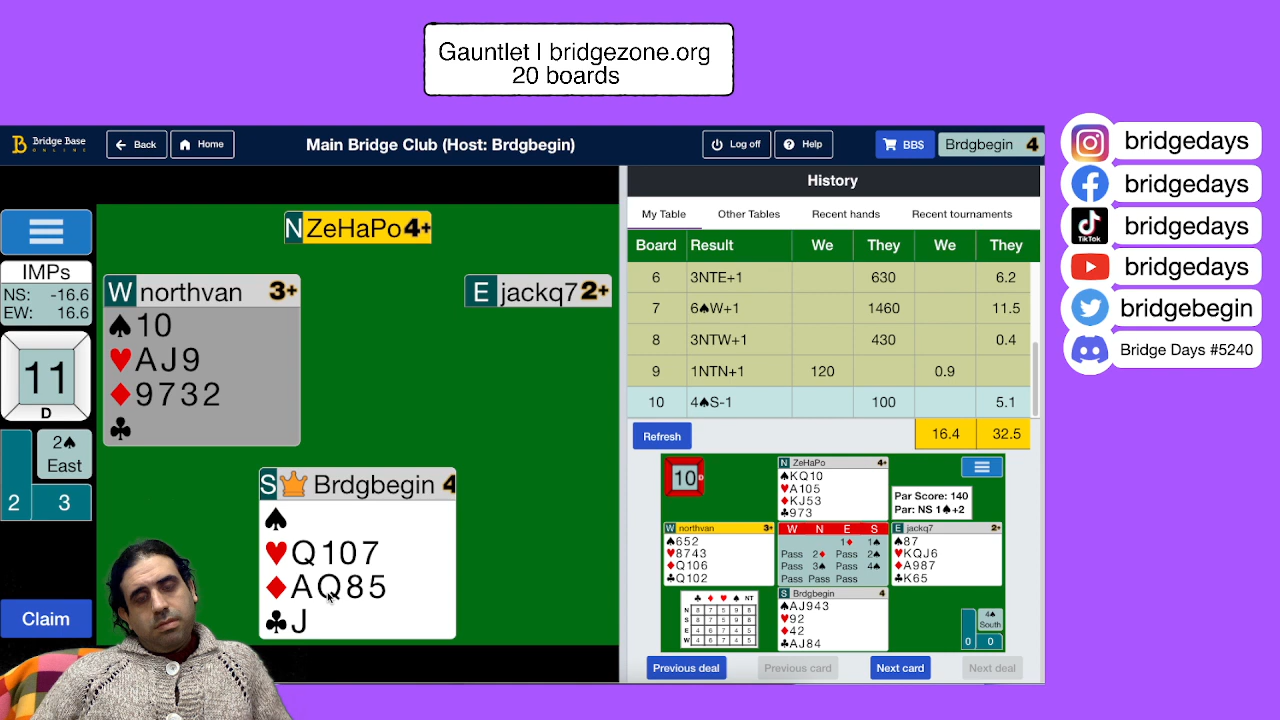 Gauntlet | bridgezone.org
20 boards
B Bridge Base
ONLINE
Back
Home
Main Bridge Club (Host: Brdgbegin)
Log off
Help
BB$
Brdgbegin 4
IMPs
NS: -16.6
EW: 16.6
11
D
2♠
East
2 3
Claim
N ZeHaPo 4+
W northvan 3+
♠10
♥AJ9
♦9732
♣
E jackq7 2+
S Brdgbegin 4
♠
♥Q107
♦AQ85
♣J
History
My Table Other Tables Recent hands Recent tournaments
Board Result We They We They
6 3NTE+1 630 6.2
7 6♠W+1 1460 11.5
8 3NTW+1 430 0.4
9 1NTN+1 120 0.9
10 4♠S-1 100 5.1
16.4 32.5
Refresh
10
N ZeHaPo 4+
♠KQ10
♥A105
♦KJ53
♣973
Par Score: 140
Par: NS 1♠+2
W northvan 3+
♠652
♥8743
♦Q106
♣Q102
W N E S
1♦ 1♠
Pass 2♦ Pass 2♠
Pass 3♠ Pass 4♠
Pass Pass Pass
E jackq7 2+
♠87
♥KQJ6
♦A987
♣K65
♣ ♦ ♥ ♠ NT
N
S
E
W
S Brdgbegin 4
♠AJ943
♥92
♦42
♣AJ84
4♠
South
0 0
Previous deal
Previous card
Next card
Next deal
bridgedays
bridgedays
TikTok
bridgedays
bridgedays
bridgebegin
Bridge Days #5240